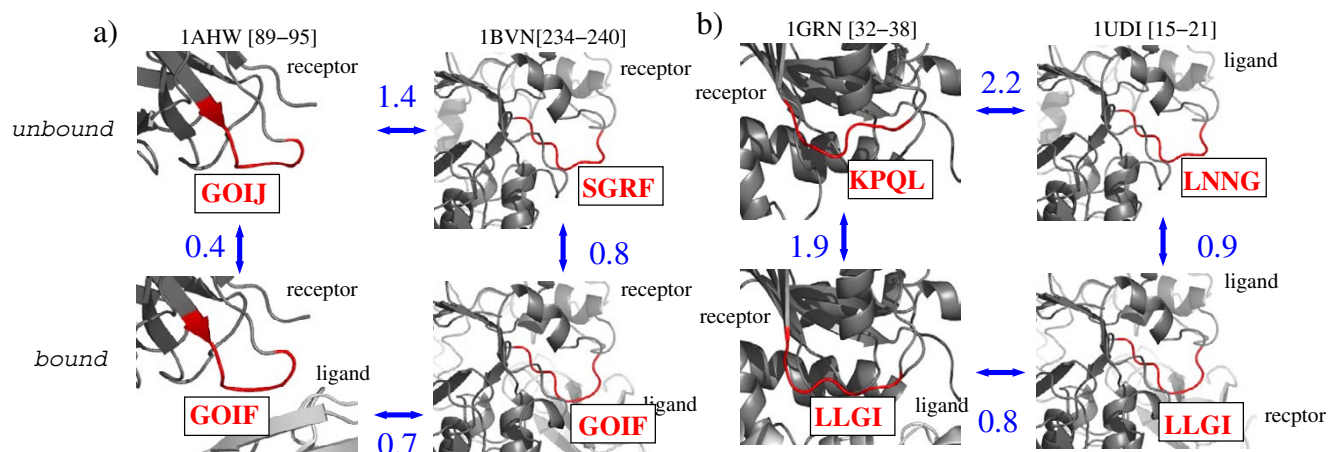 a)
1AHW [89−95]
1BVN[234−240]
receptor
receptor
unbound
1.4
GOIJ
SGRF
0.4
0.8
receptor
receptor
bound
ligand
ligand
GOIF
GOIF
0.7
b)
1GRN [32−38]
1UDI [15−21]
receptor
ligand
2.2
KPQL
LNNG
1.9
0.9
receptor
ligand
ligand
LLGI
LLGI
0.8
recptor